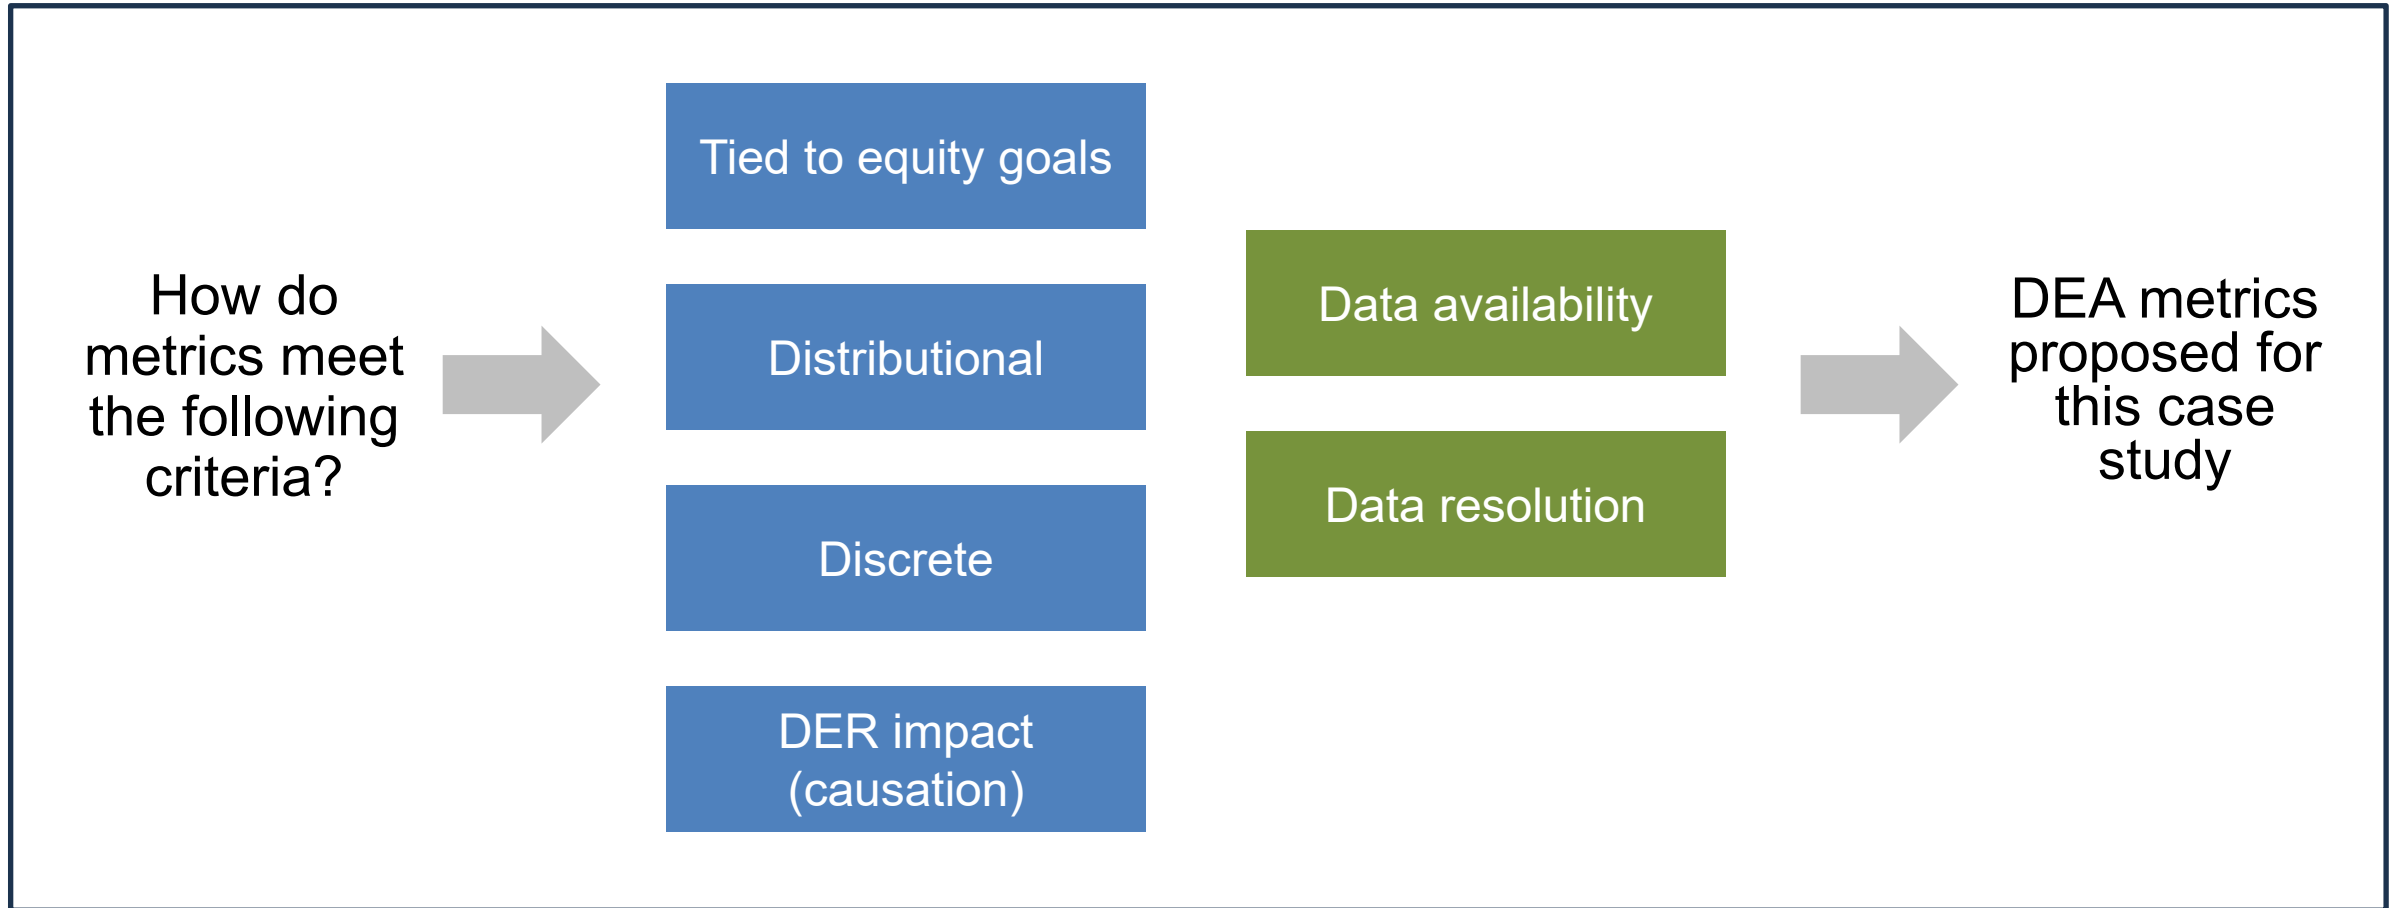 How do
metrics meet
the following
criteria?
Tied to equity goals
Distributional
Discrete
DER impact
(causation)
Data availability
Data resolution
DEA metrics
proposed for
this case
study